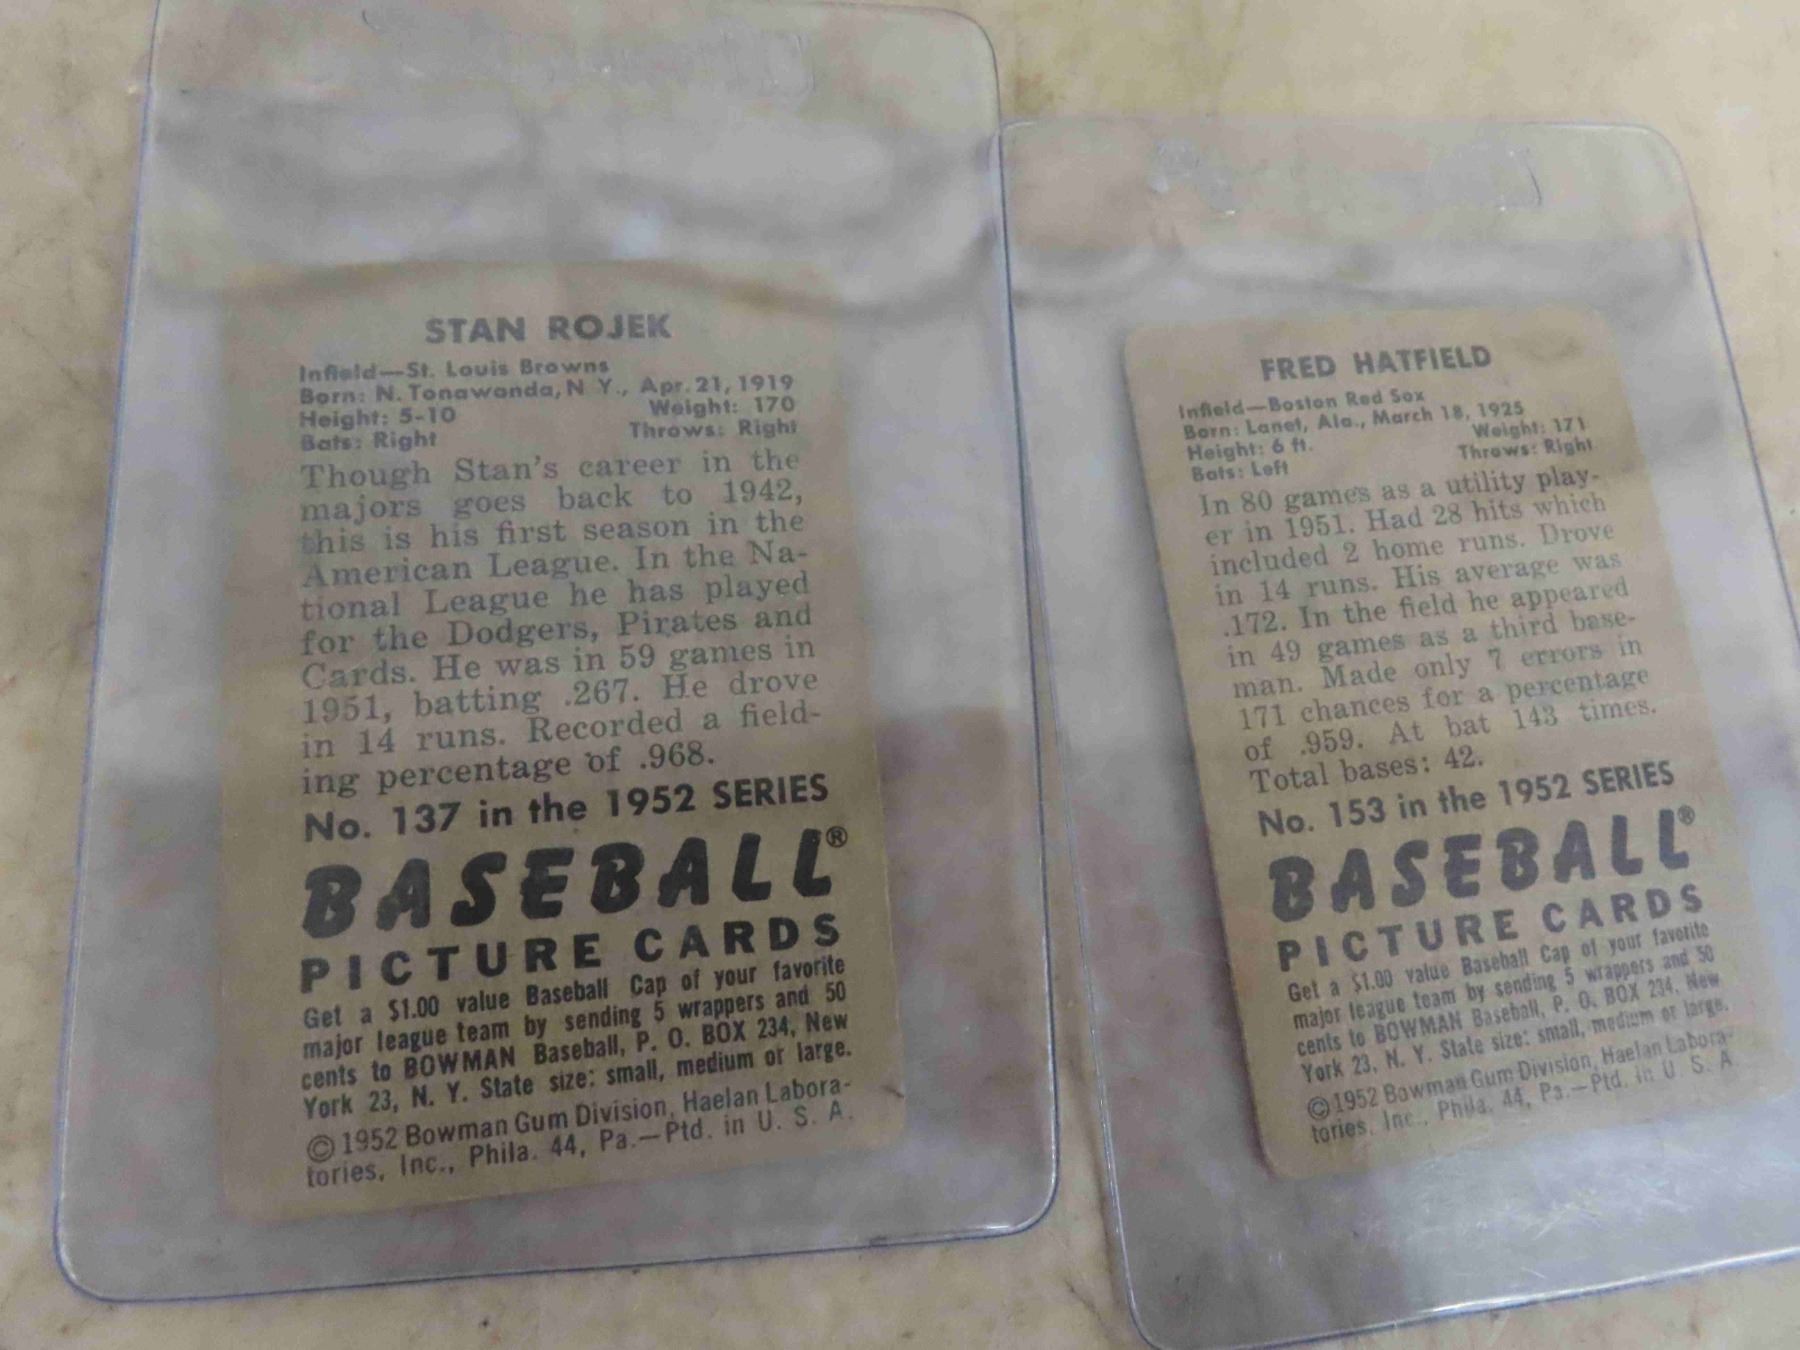 STAN ROJEK
Infield—St. Louis Browns
Born: N. Tonawonda, N Y., Apr. 21, 1919
Height: 5-10 Weight: 170
Bats: Right Throws: Right
Though Stan's career in the
majors goes back to 1942,
this is his first season in the
American League. In the Na-
tional League he has played
for the Dodgers, Pirates and
Cards. He was in 59 games in
1951, batting .267. He drove
in 14 runs. Recorded a field-
ing percentage of .968.
No. 137 in the 1952 SERIES
BASEBALL®
PICTURE CARDS
Get a $1.00 value Baseball Cap of your favorite
major league team by sending 5 wrappers and 50
cents to BOWMAN Baseball, P. O. BOX 234, New
York 23, N. Y. State size: small, medium or large.
©1952 Bowman Gum Division, Haelan Labora-
tories, Inc., Phila. 44, Pa.—Ptd. in U. S. A.
FRED HATFIELD
Infield—Boston Red Sox
Born: Lanet, Ala., March 18, 1925
Height: 6 ft. Weight: 171
Bats: Left Throws: Right
In 80 games as a utility play-
er in 1951. Had 28 hits which
included 2 home runs. Drove
in 14 runs. His average was
.172. In the field he appeared
in 49 games as a third base-
man. Made only 7 errors in
171 chances for a percentage
of .959. At bat 143 times.
Total bases: 42.
No. 153 in the 1952 SERIES
BASEBALL®
PICTURE CARDS
Get a $1.00 value Baseball Cap of your favorite
major league team by sending 5 wrappers and 50
cents to BOWMAN Baseball, P. O. BOX 234, New
York 23, N. Y. State size: small, medium or large.
©1952 Bowman Gum Division, Haelan Labora-
tories, Inc., Phila. 44, Pa.—Ptd. in U. S. A.